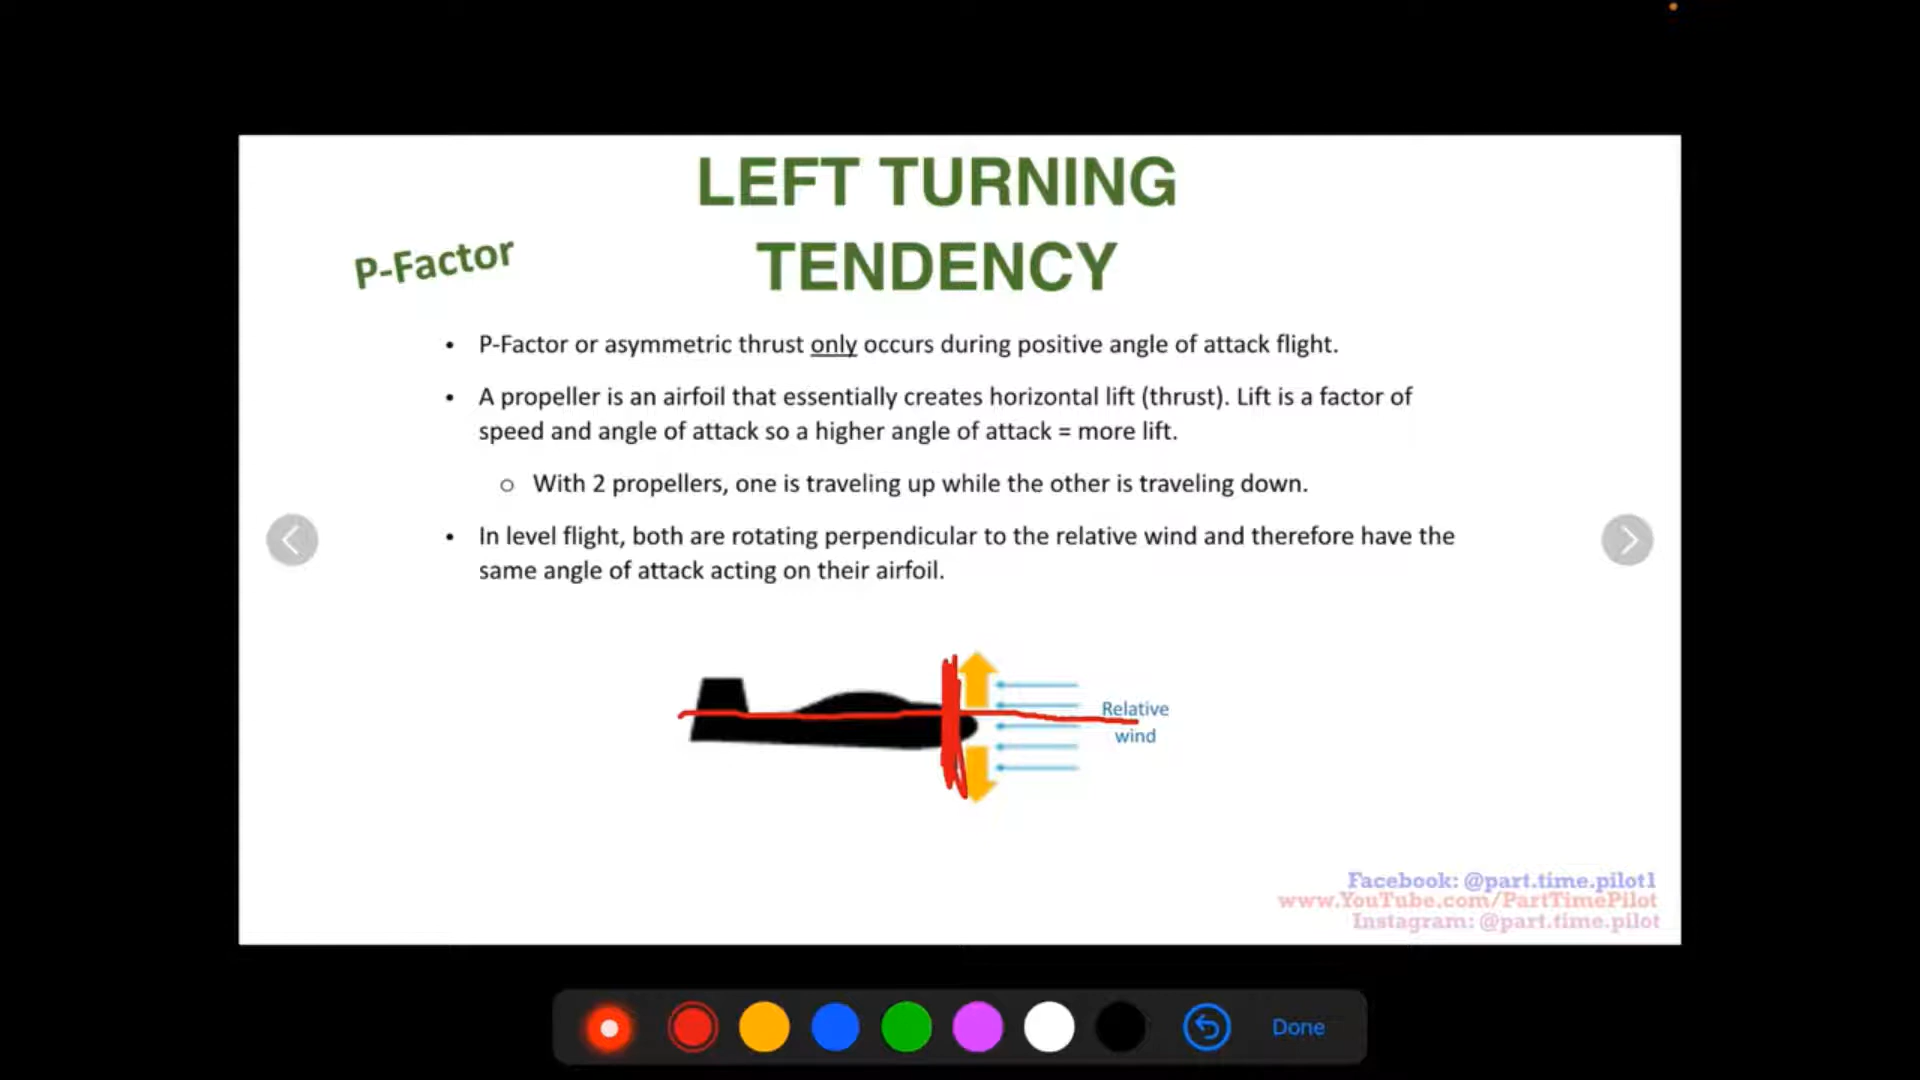 LEFT TURNING
TENDENCY
P-Factor
• P-Factor or asymmetric thrust only occurs during positive angle of attack flight.
• A propeller is an airfoil that essentially creates horizontal lift (thrust). Lift is a factor of
speed and angle of attack so a higher angle of attack = more lift.
o With 2 propellers, one is traveling up while the other is traveling down.
• In level flight, both are rotating perpendicular to the relative wind and therefore have the
same angle of attack acting on their airfoil.
Relative
wind
Facebook: @part.time.pilot1
www.YouTube.com/PartTimePilot
Instagram: @part.time.pilot
Done